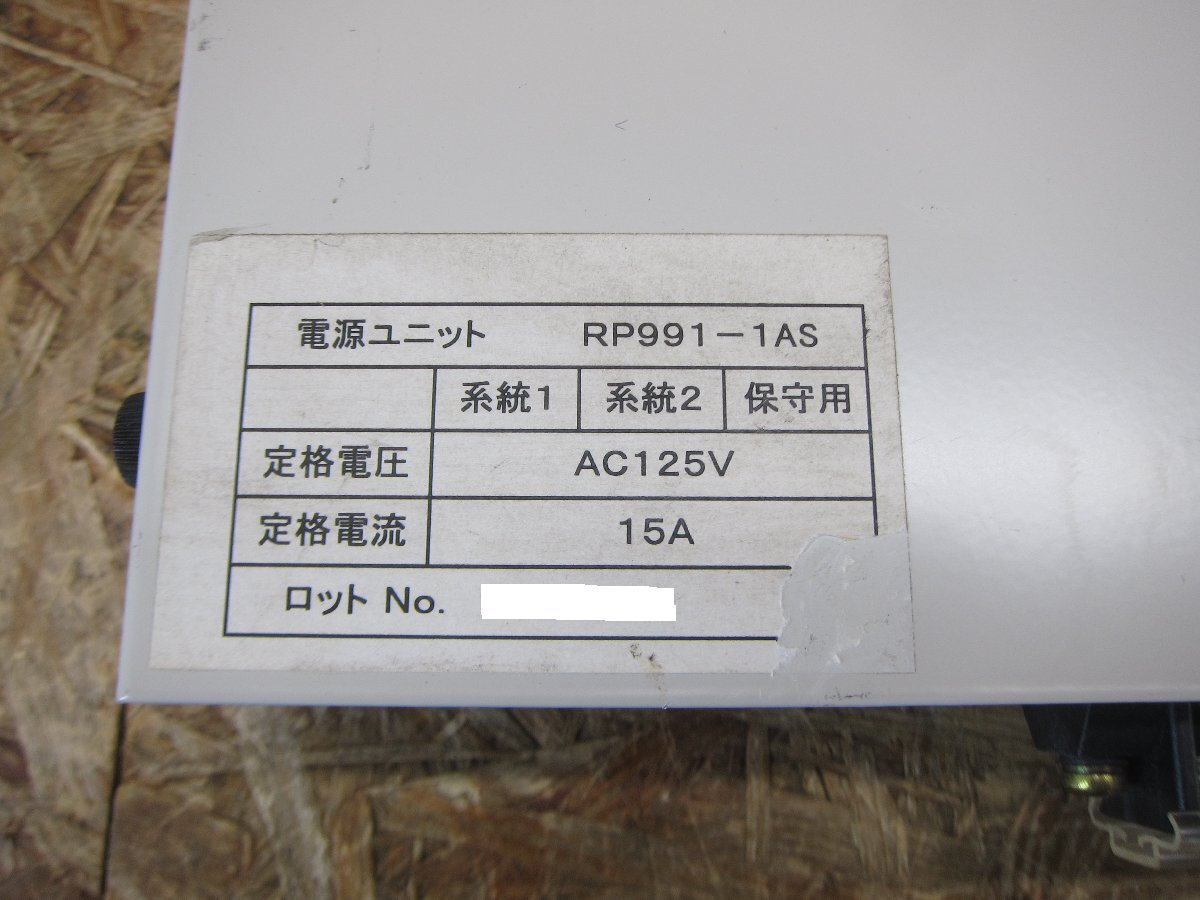 電源ユニット RP991-1AS
系統1 系統2 保守用
定格電圧 AC125V
定格電流 15A
ロット No.